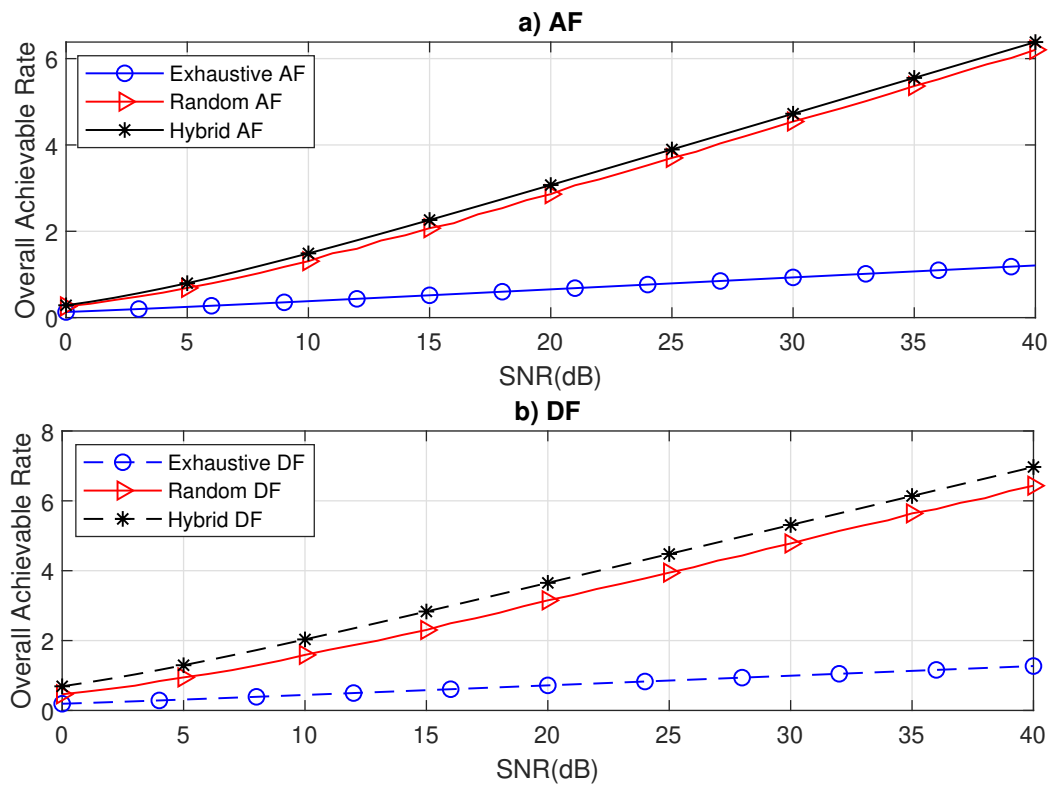 a) AF
Overall Achievable Rate
6
4
2
0
Exhaustive AF
Random AF
Hybrid AF
0 5 10 15 20 25 30 35 40
SNR(dB)
b) DF
Overall Achievable Rate
8
6
4
2
0
Exhaustive DF
Random DF
Hybrid DF
0 5 10 15 20 25 30 35 40
SNR(dB)